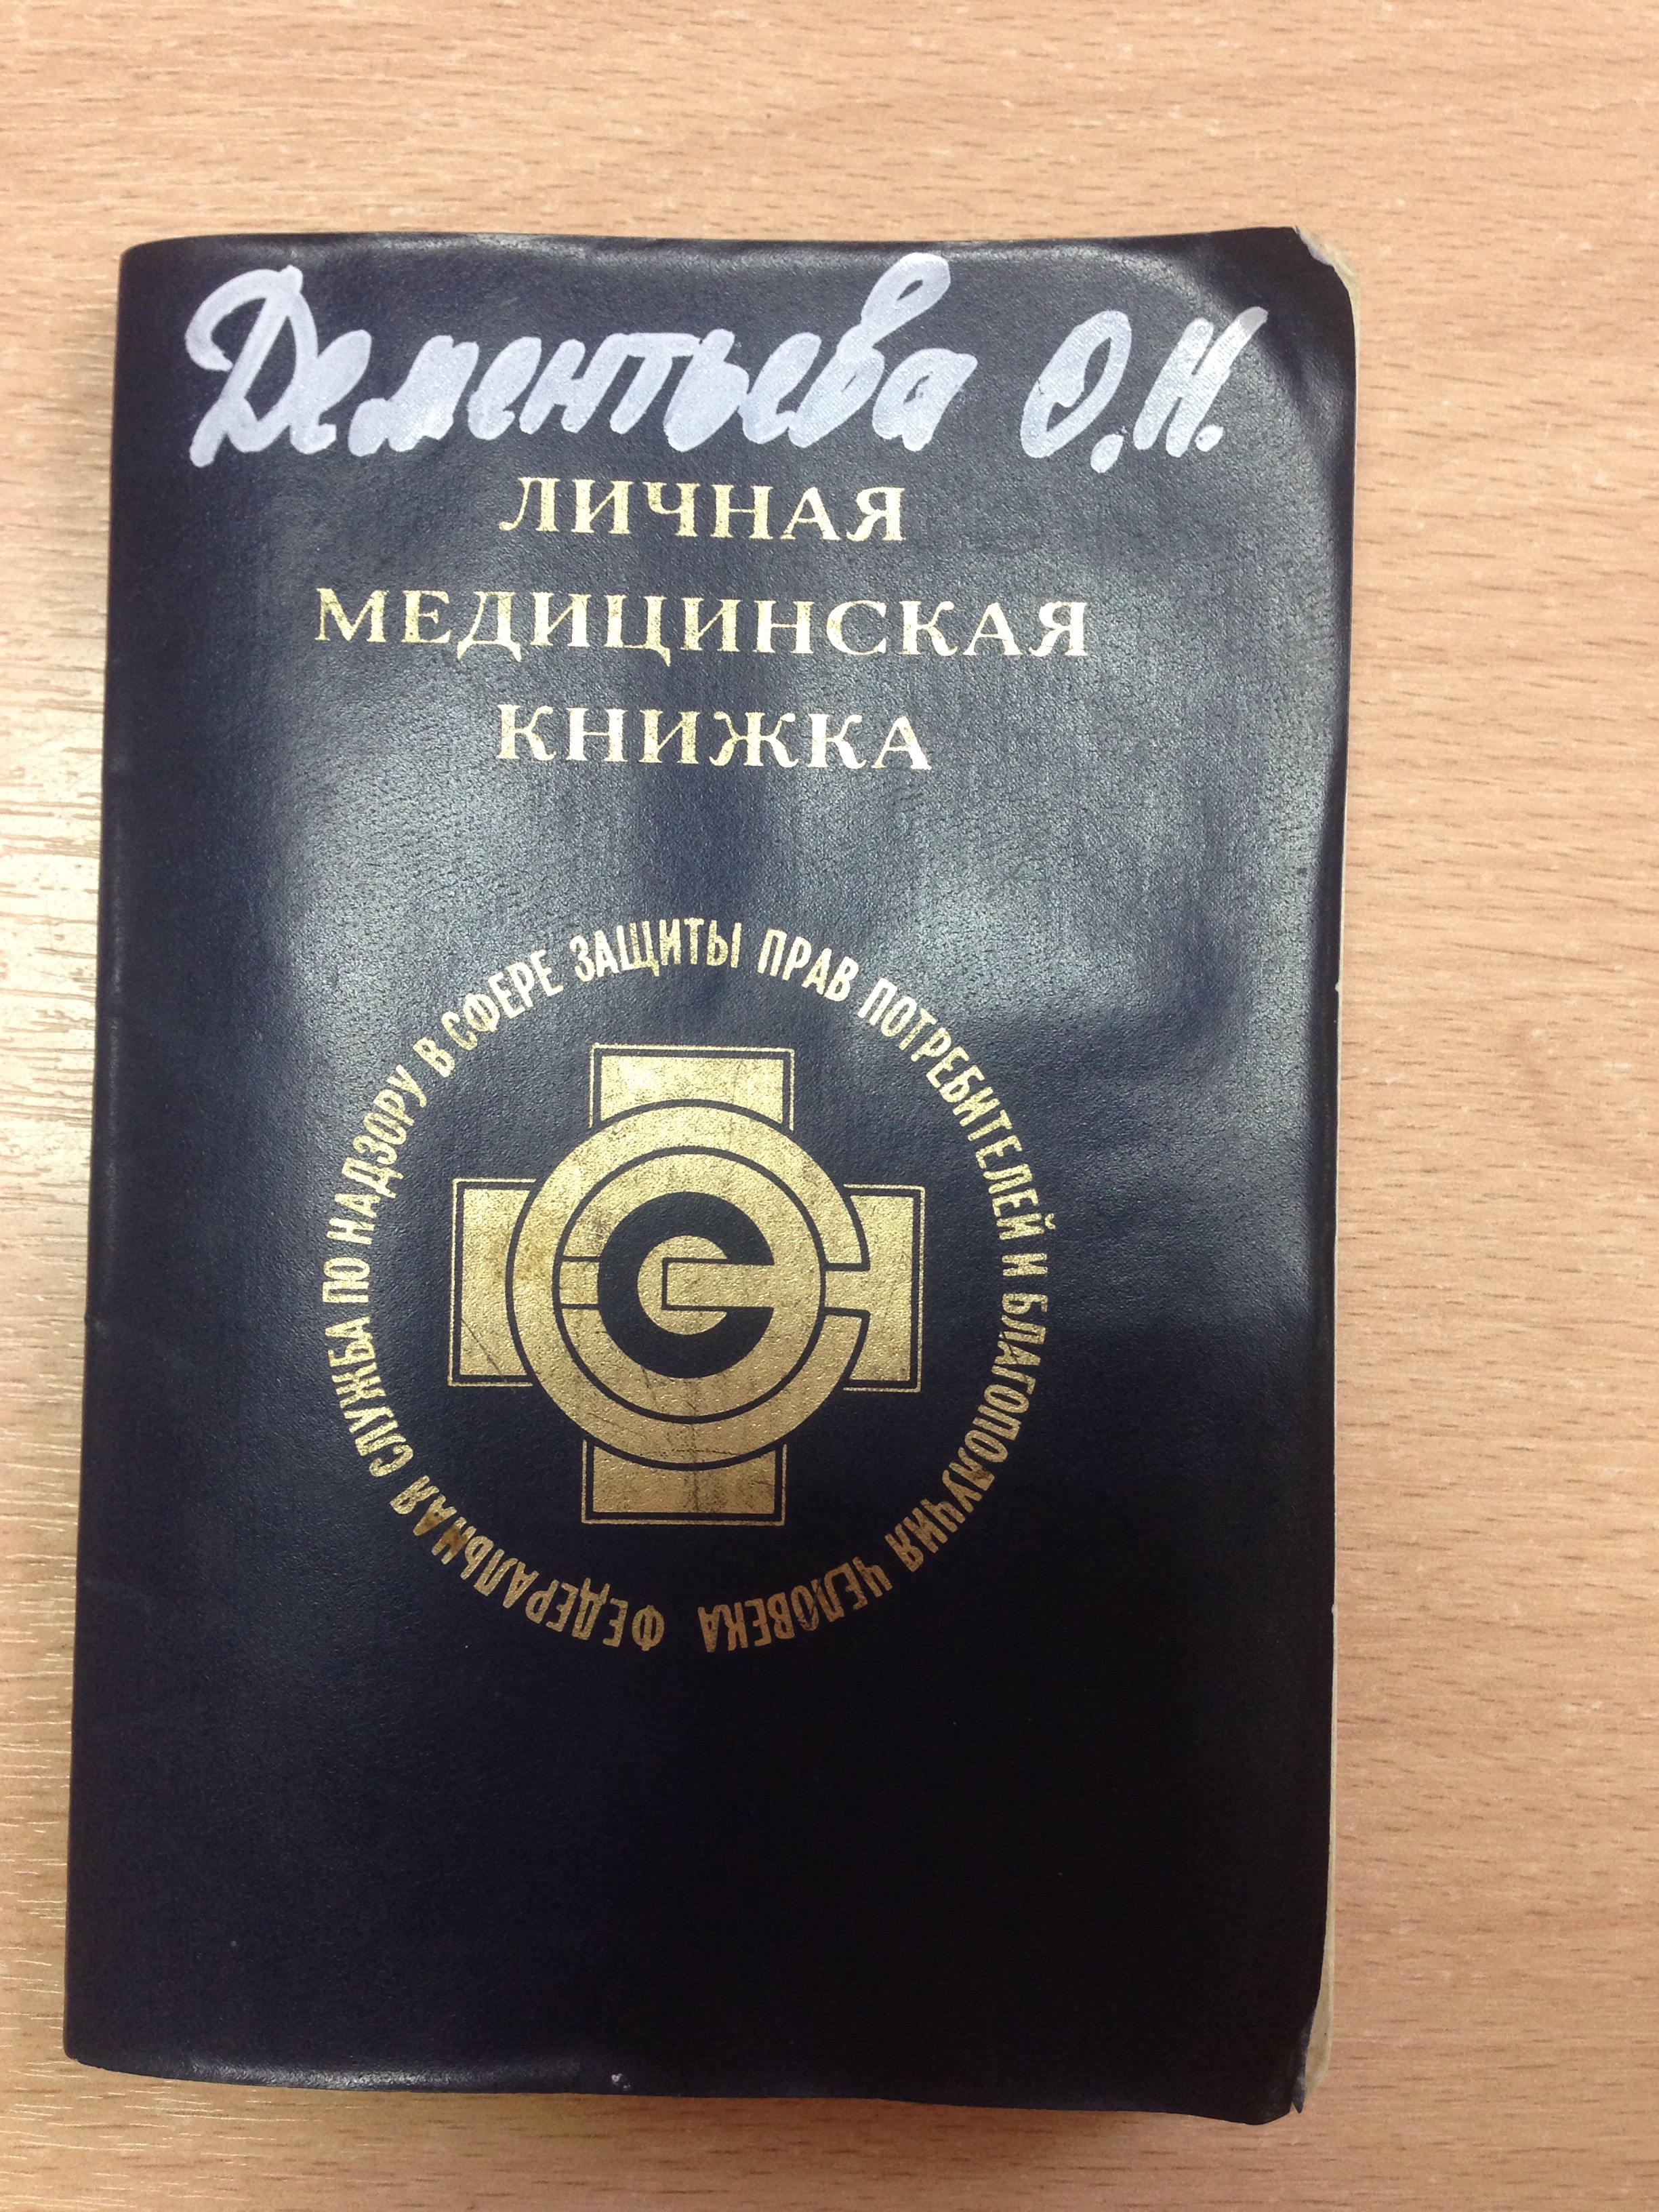 Дементьева О.Н.
ЛИЧНАЯ
МЕДИЦИНСКАЯ
КНИЖКА
ФЕДЕРАЛЬНАЯ СЛУЖБА ПО НАДЗОРУ В СФЕРЕ ЗАЩИТЫ ПРАВ ПОТРЕБИТЕЛЕЙ И БЛАГОПОЛУЧИЯ ЧЕЛОВЕКА